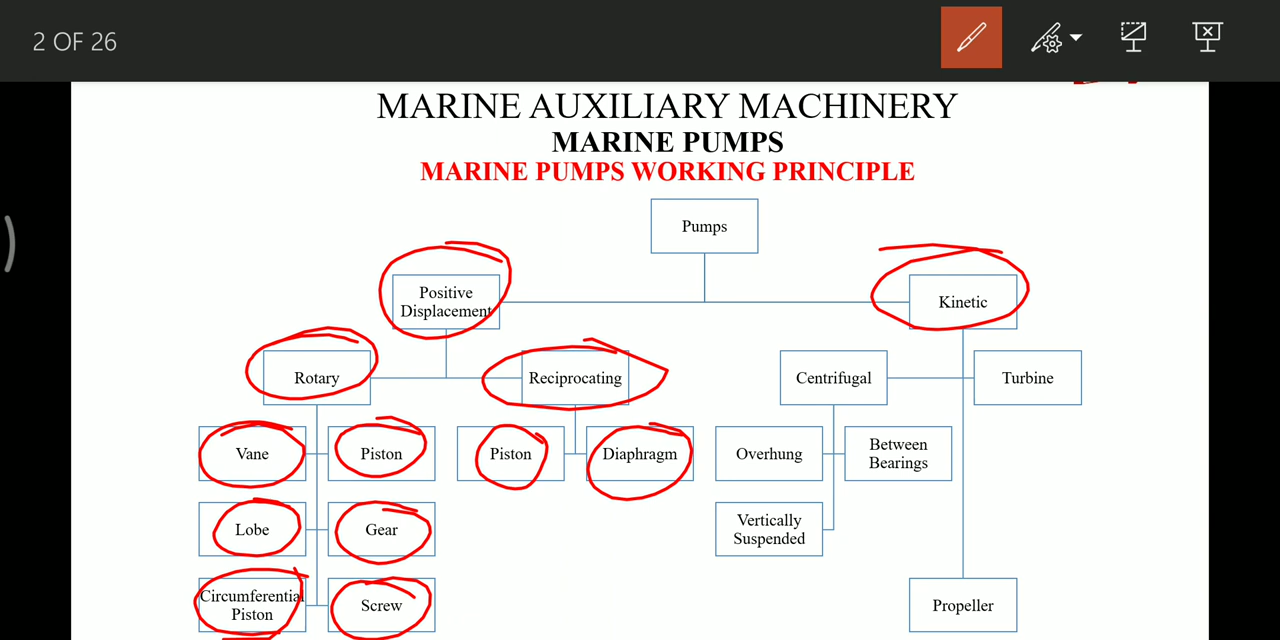 2 OF 26
MARINE AUXILIARY MACHINERY
MARINE PUMPS
MARINE PUMPS WORKING PRINCIPLE
Pumps
Positive
Displacement
Kinetic
Rotary
Reciprocating
Centrifugal
Turbine
Vane
Piston
Piston
Diaphragm
Overhung
Between
Bearings
Lobe
Gear
Vertically
Suspended
Circumferential
Piston
Screw
Propeller